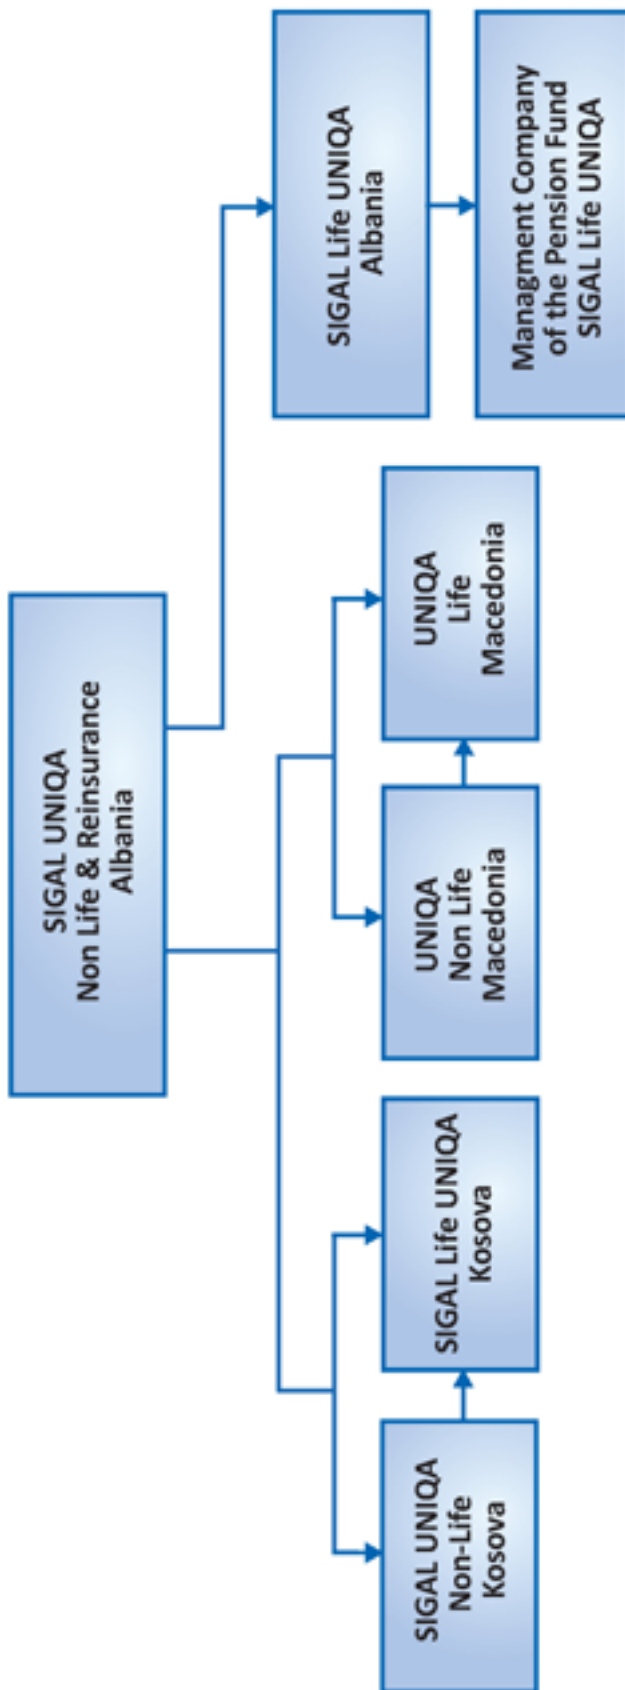 SIGAL UNIQA
Non Life & Reinsurance
Albania
SIGAL UNIQA
Non-Life
Kosova
SIGAL Life UNIQA
Kosova
UNIQA
Non Life
Macedonia
UNIQA
Life
Macedonia
SIGAL Life UNIQA
Albania
Managment Company
of the Pension Fund
SIGAL Life UNIQA